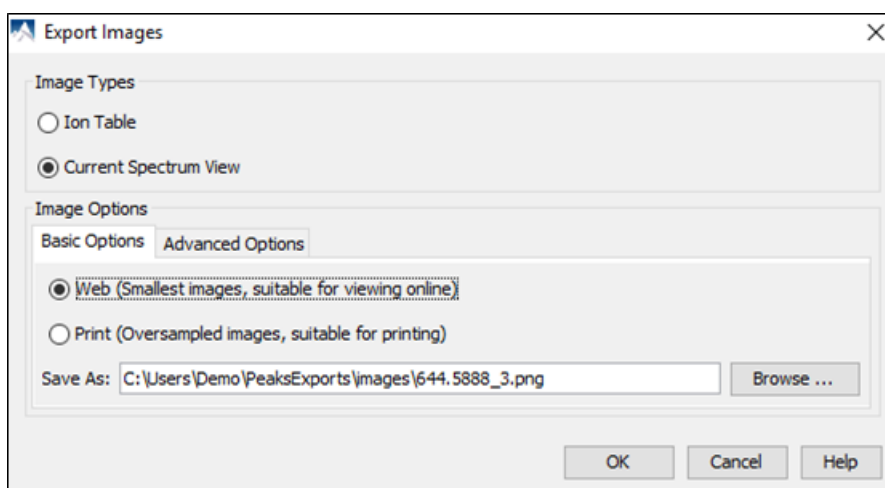 Export Images
Image Types
Ion Table
Current Spectrum View
Image Options
Basic Options Advanced Options
Web (Smallest images, suitable for viewing online)
Print (Oversampled images, suitable for printing)
Save As: C:\Users\Demo\PeaksExports\images\644.5888_3.png Browse ...
OK Cancel Help